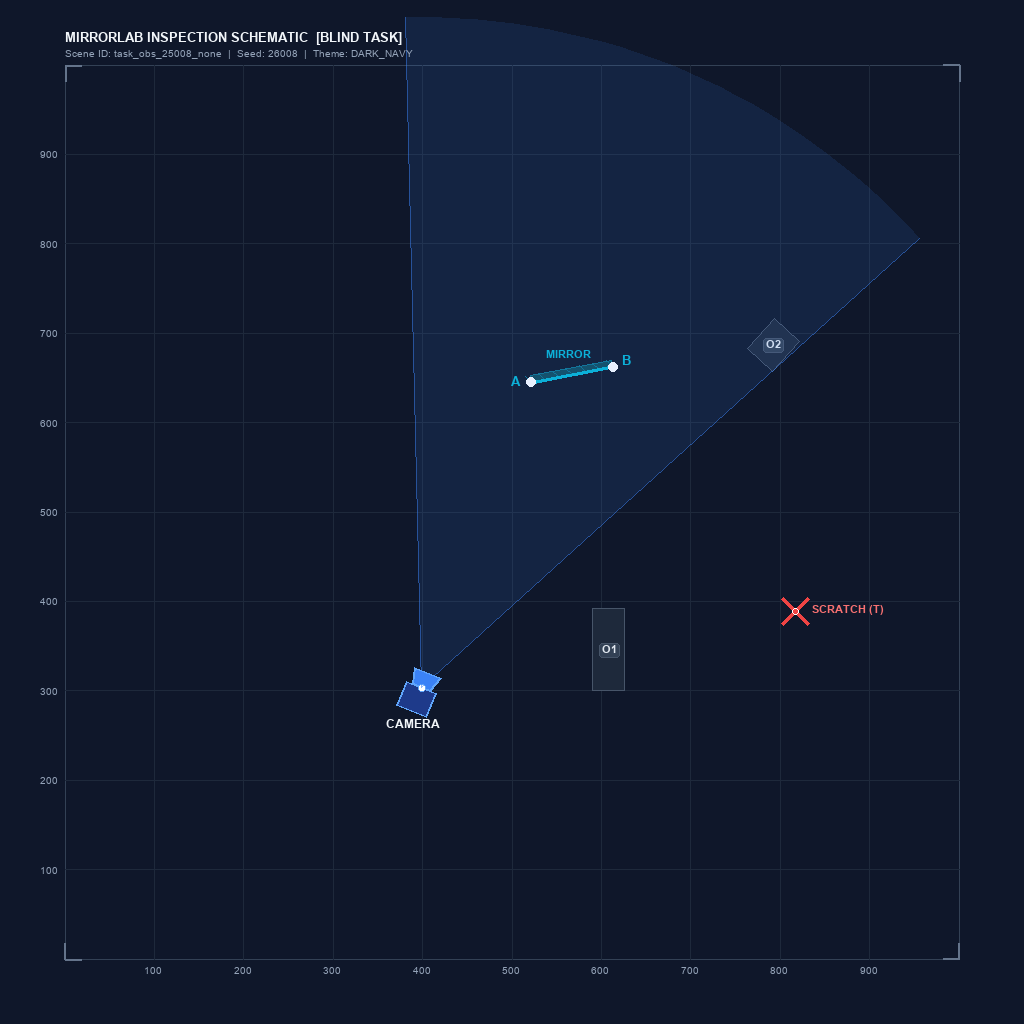 MIRRORLAB INSPECTION SCHEMATIC  [BLIND TASK]
Scene ID: task_obs_25008_none  |  Seed: 26008  |  Theme: DARK_NAVY
900
800
O2
700
MIRROR
B
A
600
500
400
SCRATCH (T)
O1
300
CAMERA
200
100
100 200 300 400 500 600 700 800 900